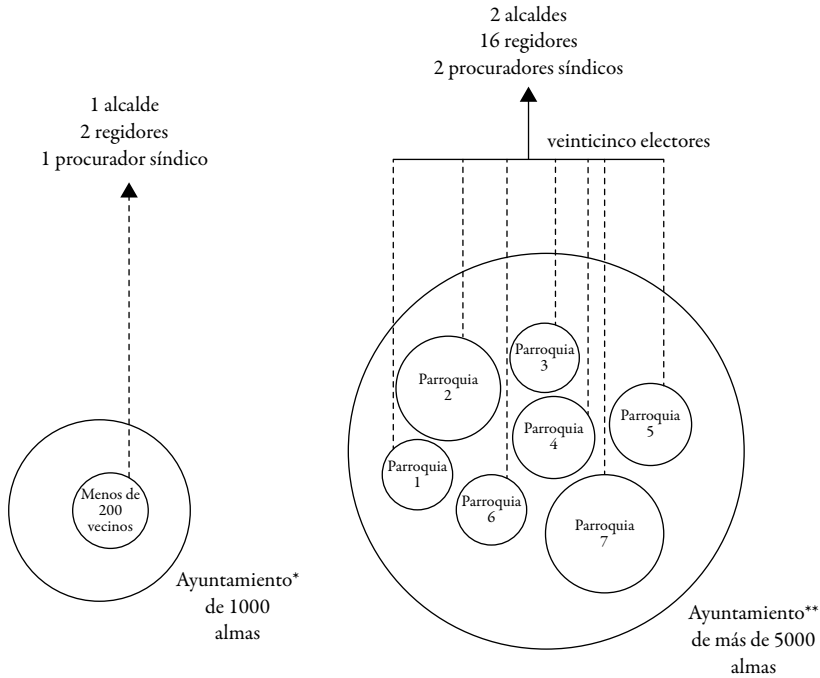 1 alcalde
2 regidores
1 procurador síndico
Menos de
200
vecinos
Ayuntamiento*
de 1000
almas
2 alcaldes
16 regidores
2 procuradores síndicos
veinticinco electores
Parroquia
1
Parroquia
2
Parroquia
3
Parroquia
4
Parroquia
5
Parroquia
6
Parroquia
7
Ayuntamiento**
de más de 5000
almas